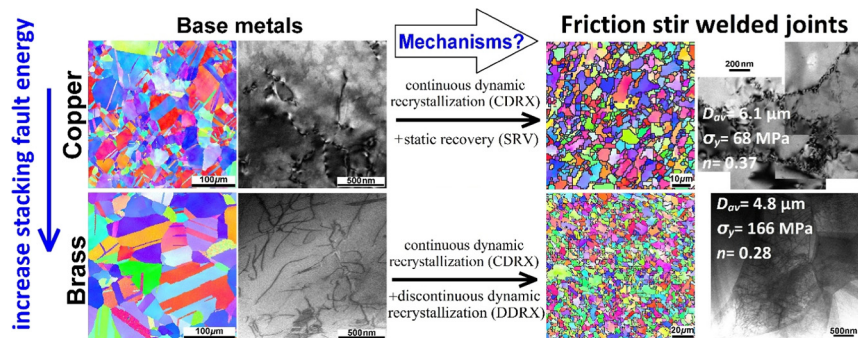 Base metals
Mechanisms?
Friction stir welded joints
increase stacking fault energy
Copper
100µm
500nm
continuous dynamic
recrystallization (CDRX)
+static recovery (SRV)
10µm
200 nm
Dav= 6.1 µm
σy= 68 MPa
n= 0.37
Brass
100µm
500nm
continuous dynamic
recrystallization (CDRX)
+discontinuous dynamic
recrystallization (DDRX)
20µm
Dav= 4.8 µm
σy= 166 MPa
n= 0.28
500nm